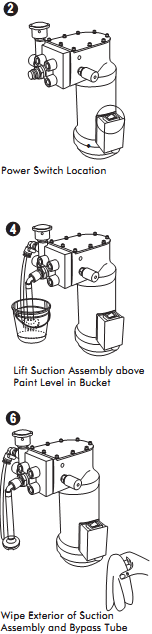 2
Power Switch Location
4
Lift Suction Assembly above
Paint Level in Bucket
6
Wipe Exterior of Suction
Assembly and Bypass Tube